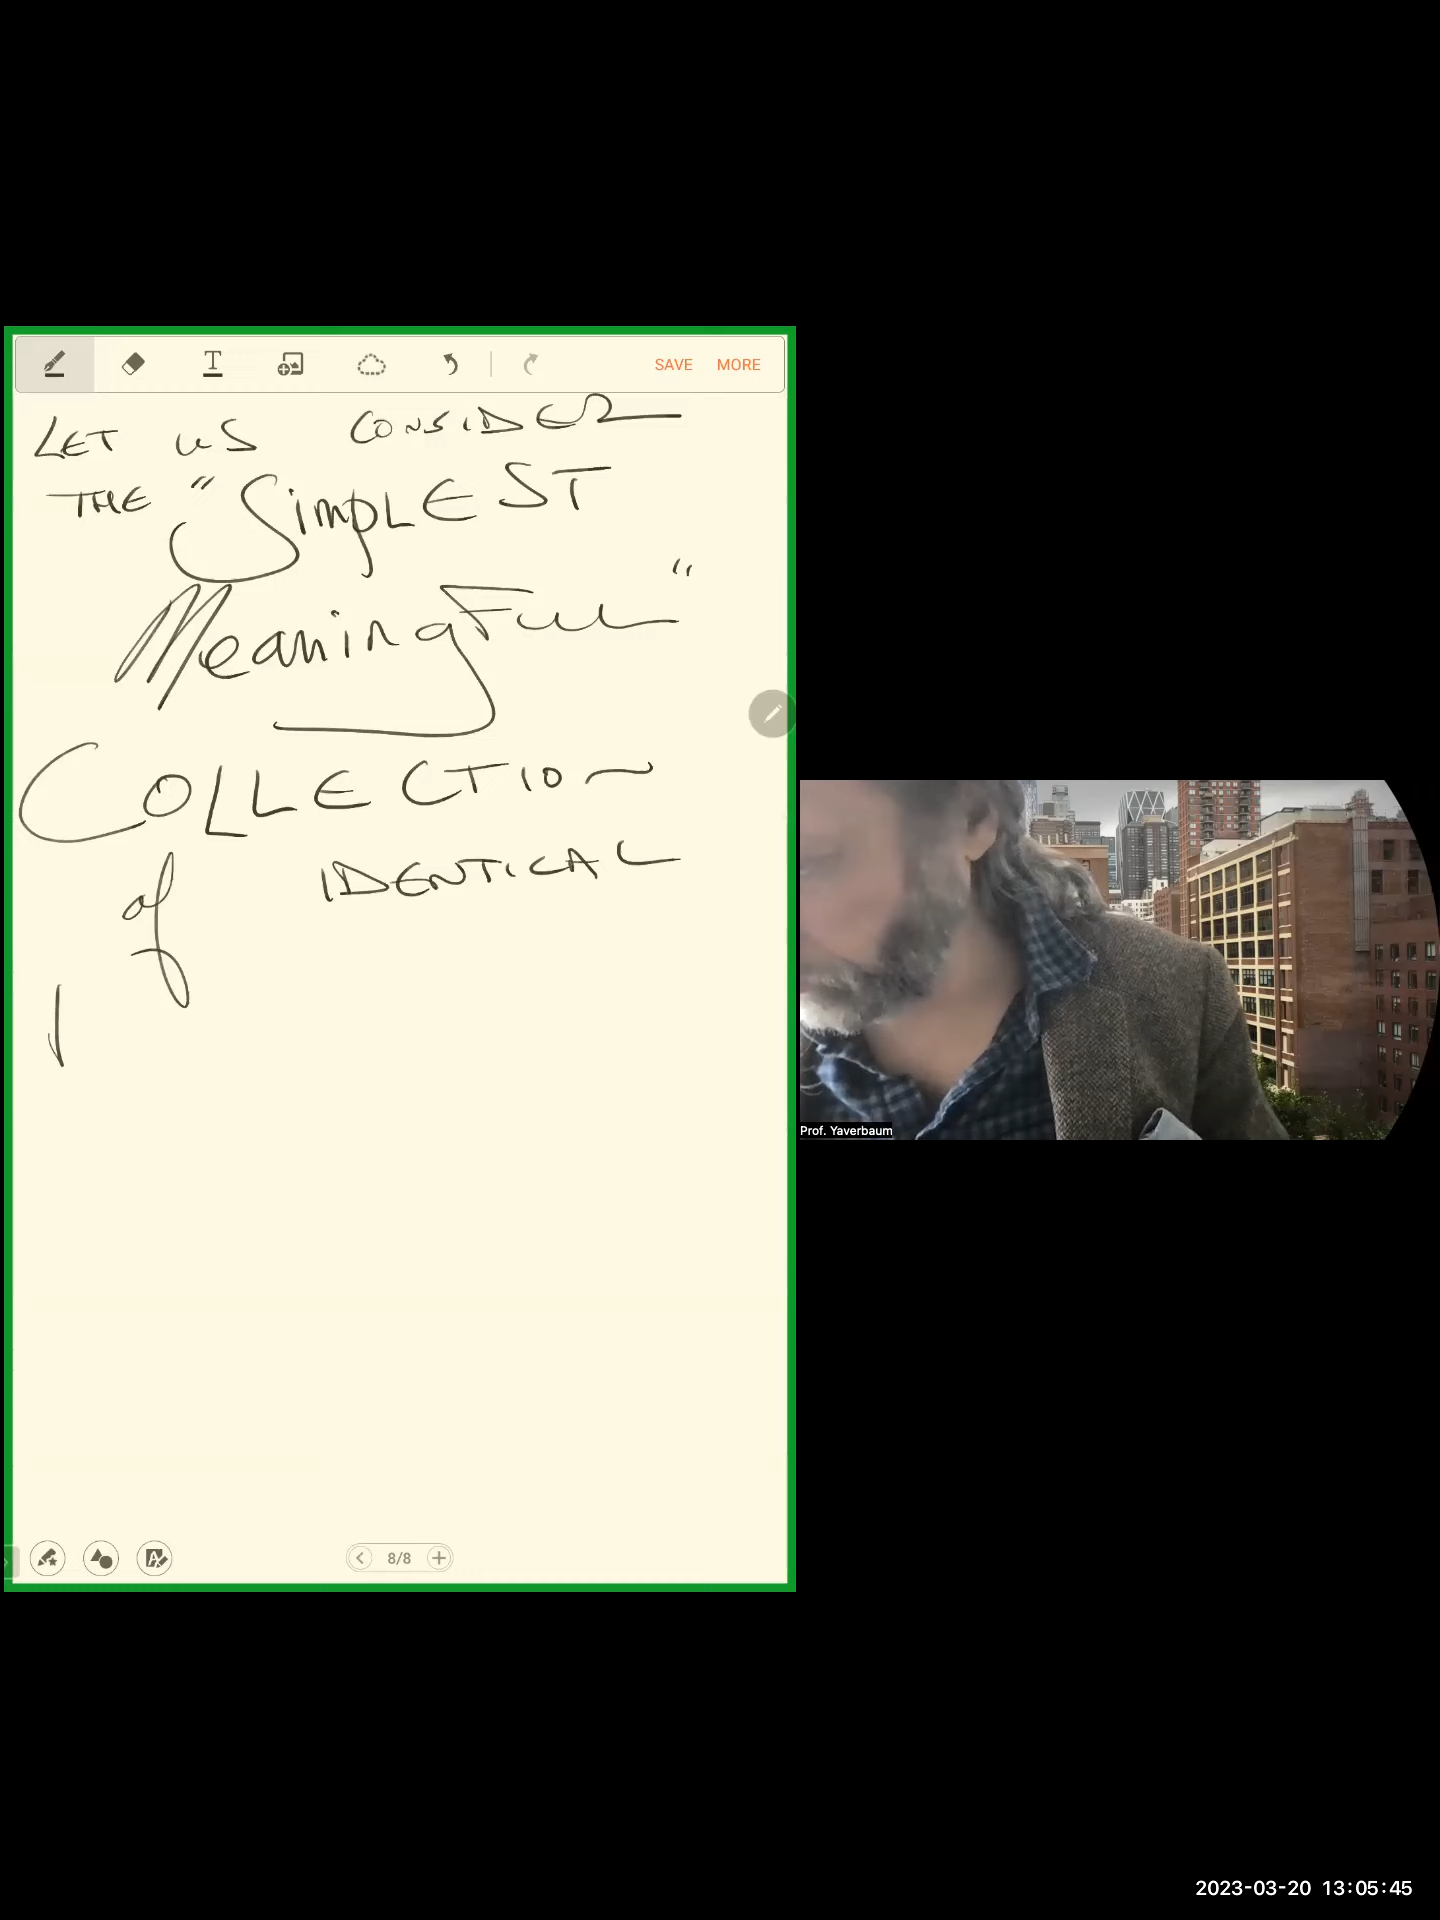 T
SAVE MORE
LET US CONSIDER
THE "SimpLEST
MeaningFuL"
COLLECTION
of IDENTICAL
8/8
Prof. Yaverbaum
2023-03-20 13:05:45